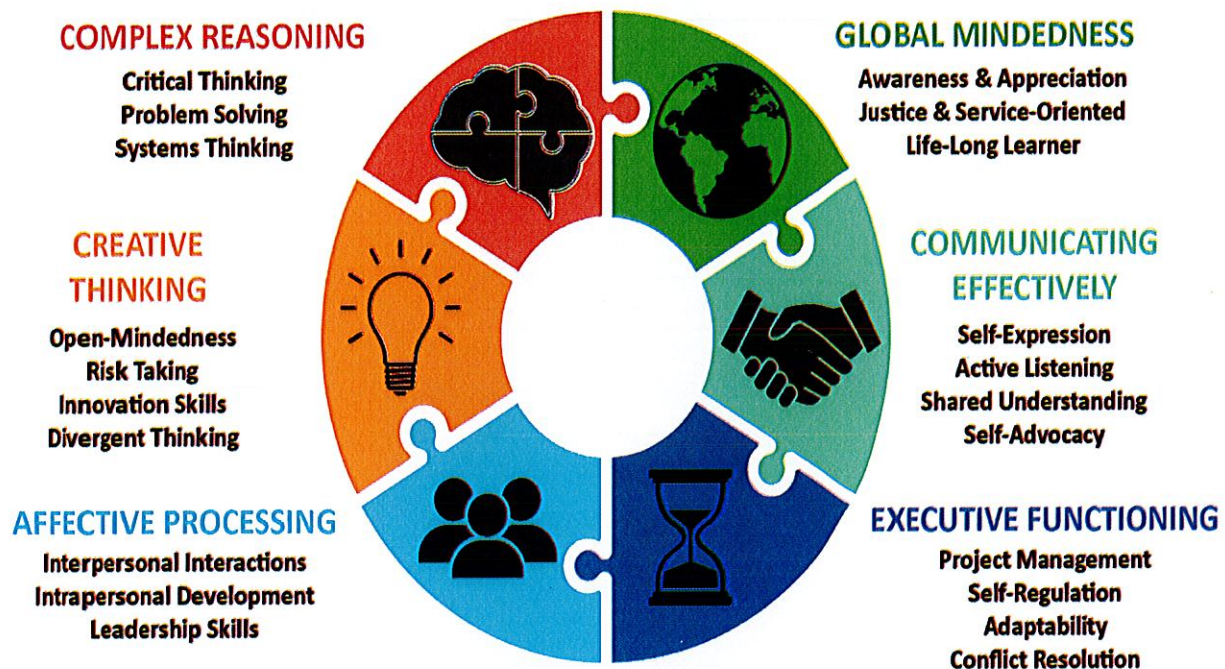 COMPLEX REASONING
Critical Thinking
Problem Solving
Systems Thinking
GLOBAL MINDEDNESS
Awareness & Appreciation
Justice & Service-Oriented
Life-Long Learner
CREATIVE
THINKING
Open-Mindedness
Risk Taking
Innovation Skills
Divergent Thinking
COMMUNICATING
EFFECTIVELY
Self-Expression
Active Listening
Shared Understanding
Self-Advocacy
AFFECTIVE PROCESSING
Interpersonal Interactions
Intrapersonal Development
Leadership Skills
EXECUTIVE FUNCTIONING
Project Management
Self-Regulation
Adaptability
Conflict Resolution